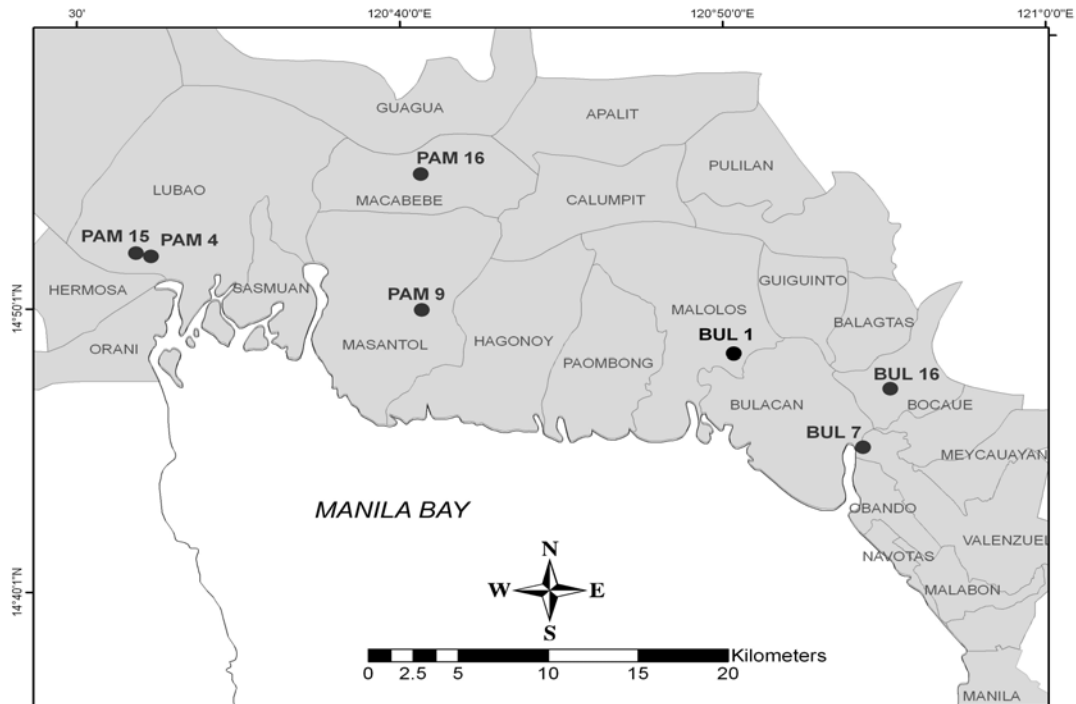 30'
120°40'0"E
120°50'0"E
121°0'0"E
GUAGUA
APALIT
PAM 16
PULILAN
LUBAO
MACABEBE
CALUMPIT
PAM 15
PAM 4
HERMOSA
SASMUAN
GUIGUINTO
PAM 9
14°50'1"N
MALOLOS
BALAGTAS
ORANI
MASANTOL
HAGONOY
BUL 1
PAOMBONG
BUL 16
BULACAN
BOCAUE
BUL 7
MEYCAUAYAN
MANILA BAY
OBANDO
VALENZUEL
NAVOTAS
N
14°40'1"N
W
E
MALABON
S
Kilometers
0 2.5 5 10 15 20
MANILA